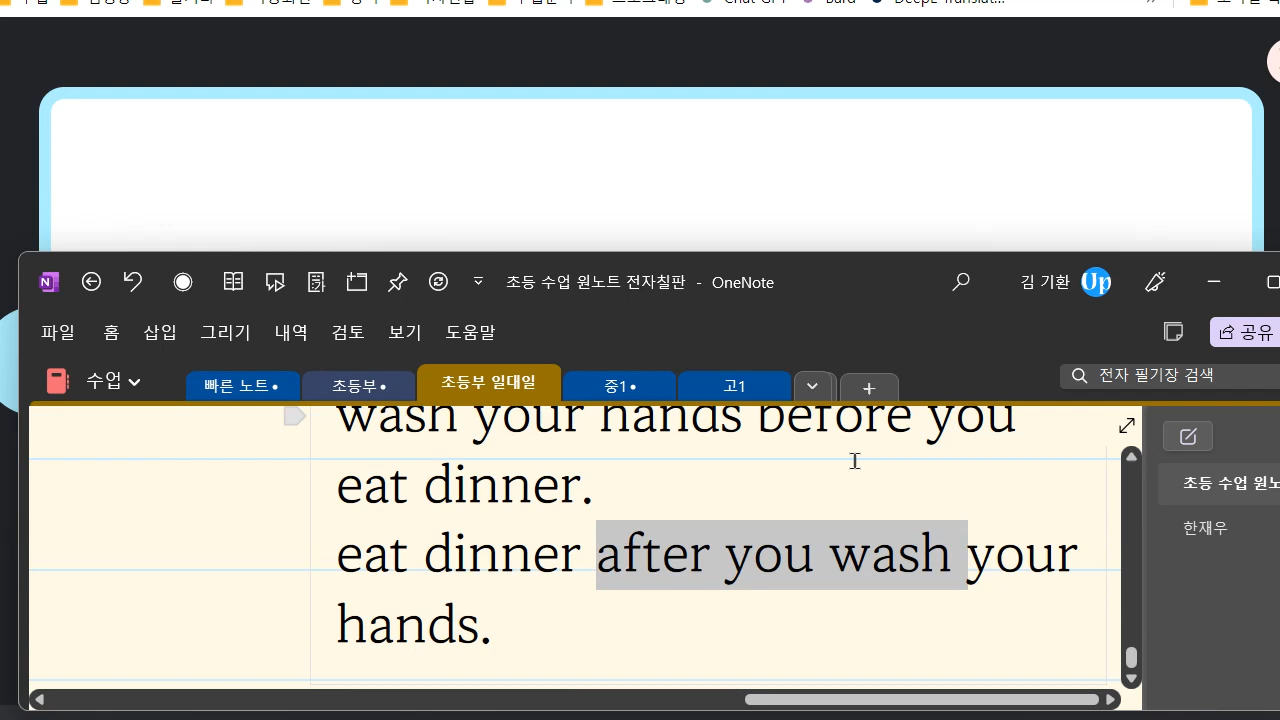 초등 수업 원노트 전자칠판 - OneNote
김 기환
파일 홈 삽입 그리기 내역 검토 보기 도움말
공유
수업
빠른 노트 초등부 초등부 일대일 중1 고1
전자 필기장 검색
wash your hands before you
eat dinner.
eat dinner after you wash your
hands.
한재우